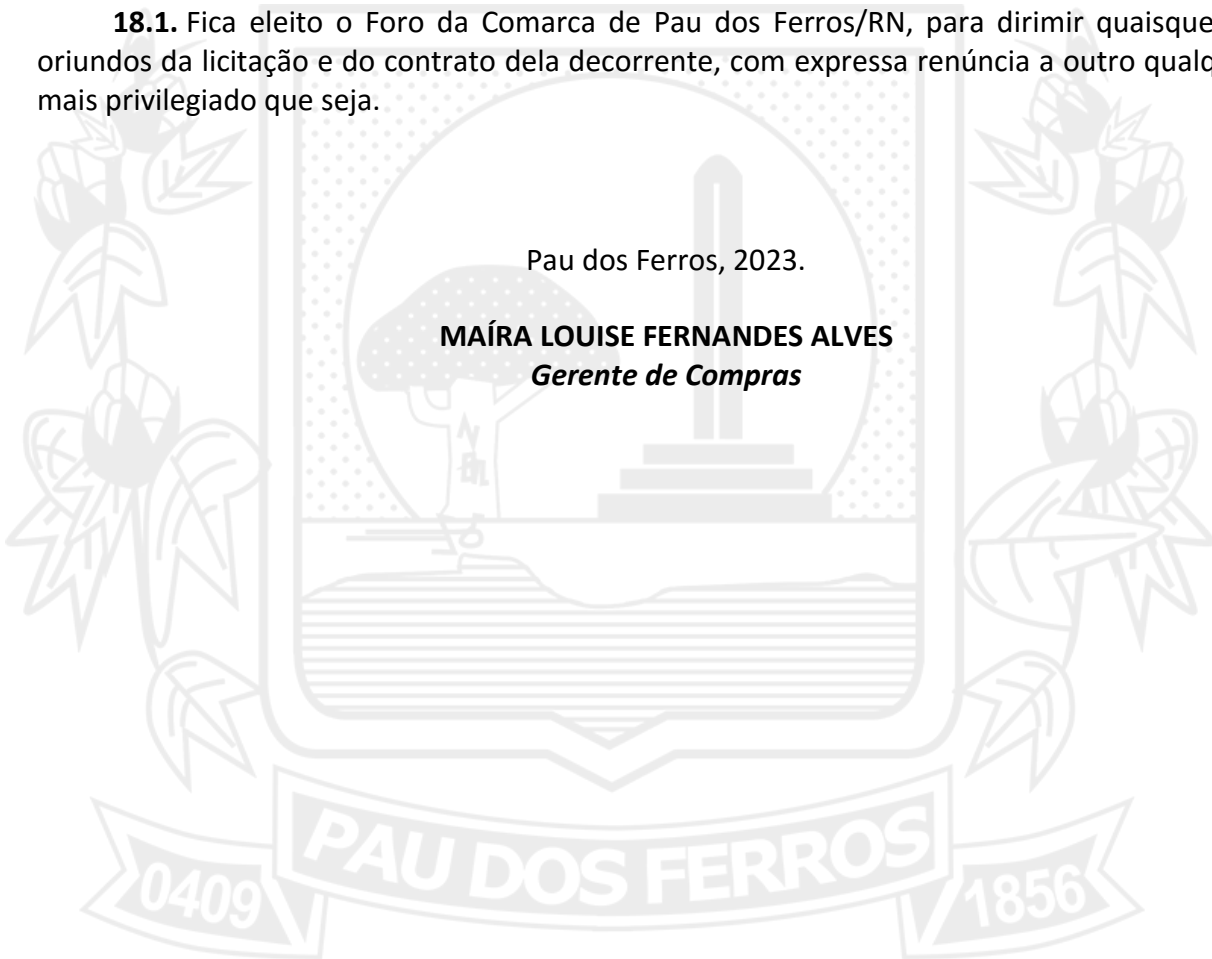 18.1. Fica eleito o Foro da Comarca de Pau dos Ferros/RN, para dirimir quaisque
oriundos da licitação e do contrato dela decorrente, com expressa renúncia a outro qualq
mais privilegiado que seja.
Pau dos Ferros, 2023.
MAÍRA LOUISE FERNANDES ALVES
Gerente de Compras
PAU DOS FERROS
0409
1856